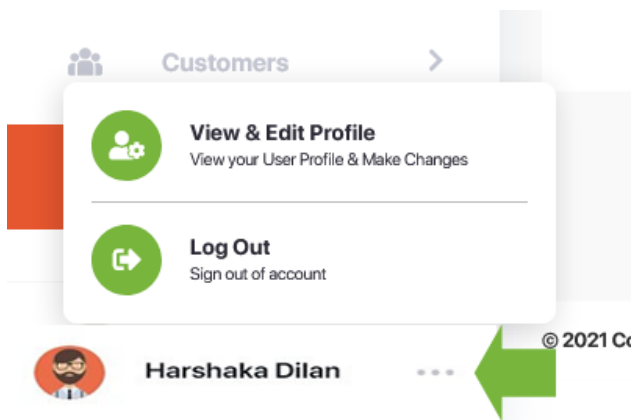 Customers
View & Edit Profile
View your User Profile & Make Changes
Log Out
Sign out of account
© 2021 Co
Harshaka Dilan